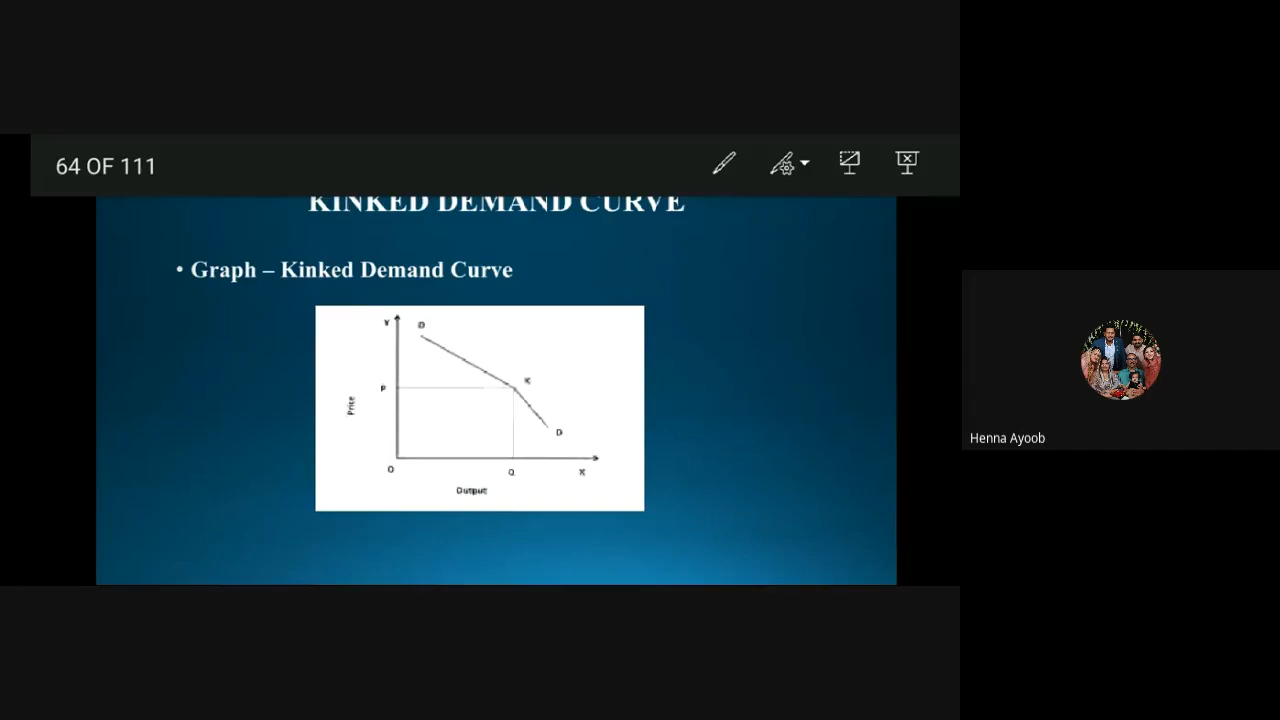 64 OF 111
KINKED DEMAND CURVE
• Graph – Kinked Demand Curve
Y
D
K
P
Price
D
O
Q
X
Output
Henna Ayoob